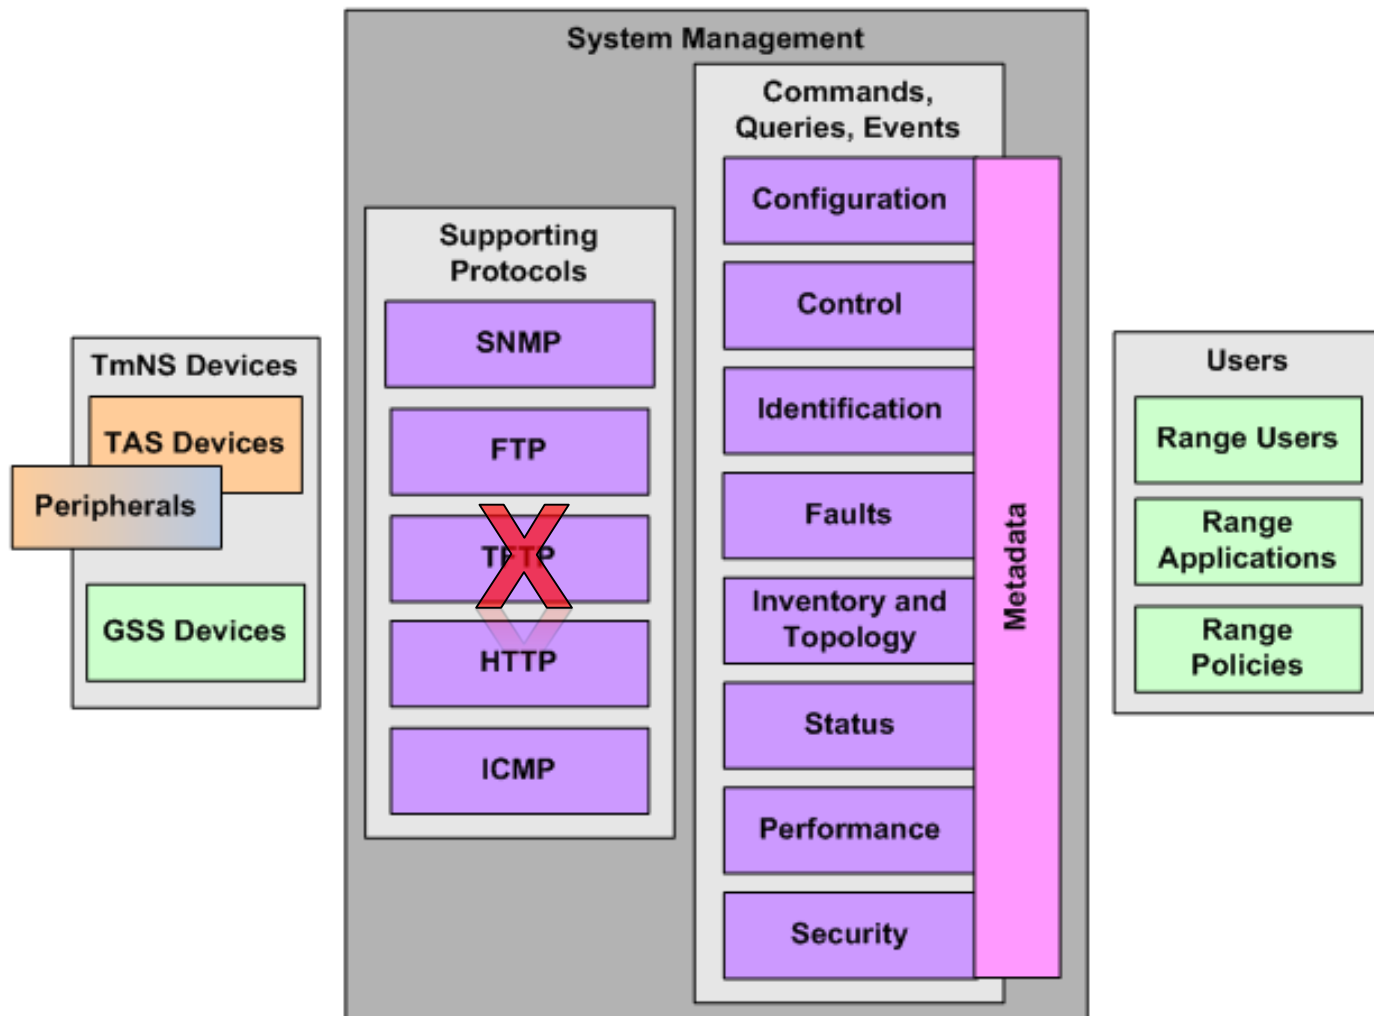 System Management
Commands,
Queries, Events
Configuration
Control
Identification
Faults
Inventory and
Topology
Status
Performance
Security
Metadata
Supporting
Protocols
SNMP
FTP
TFTP
HTTP
ICMP
TmNS Devices
TAS Devices
Peripherals
GSS Devices
Users
Range Users
Range
Applications
Range
Policies